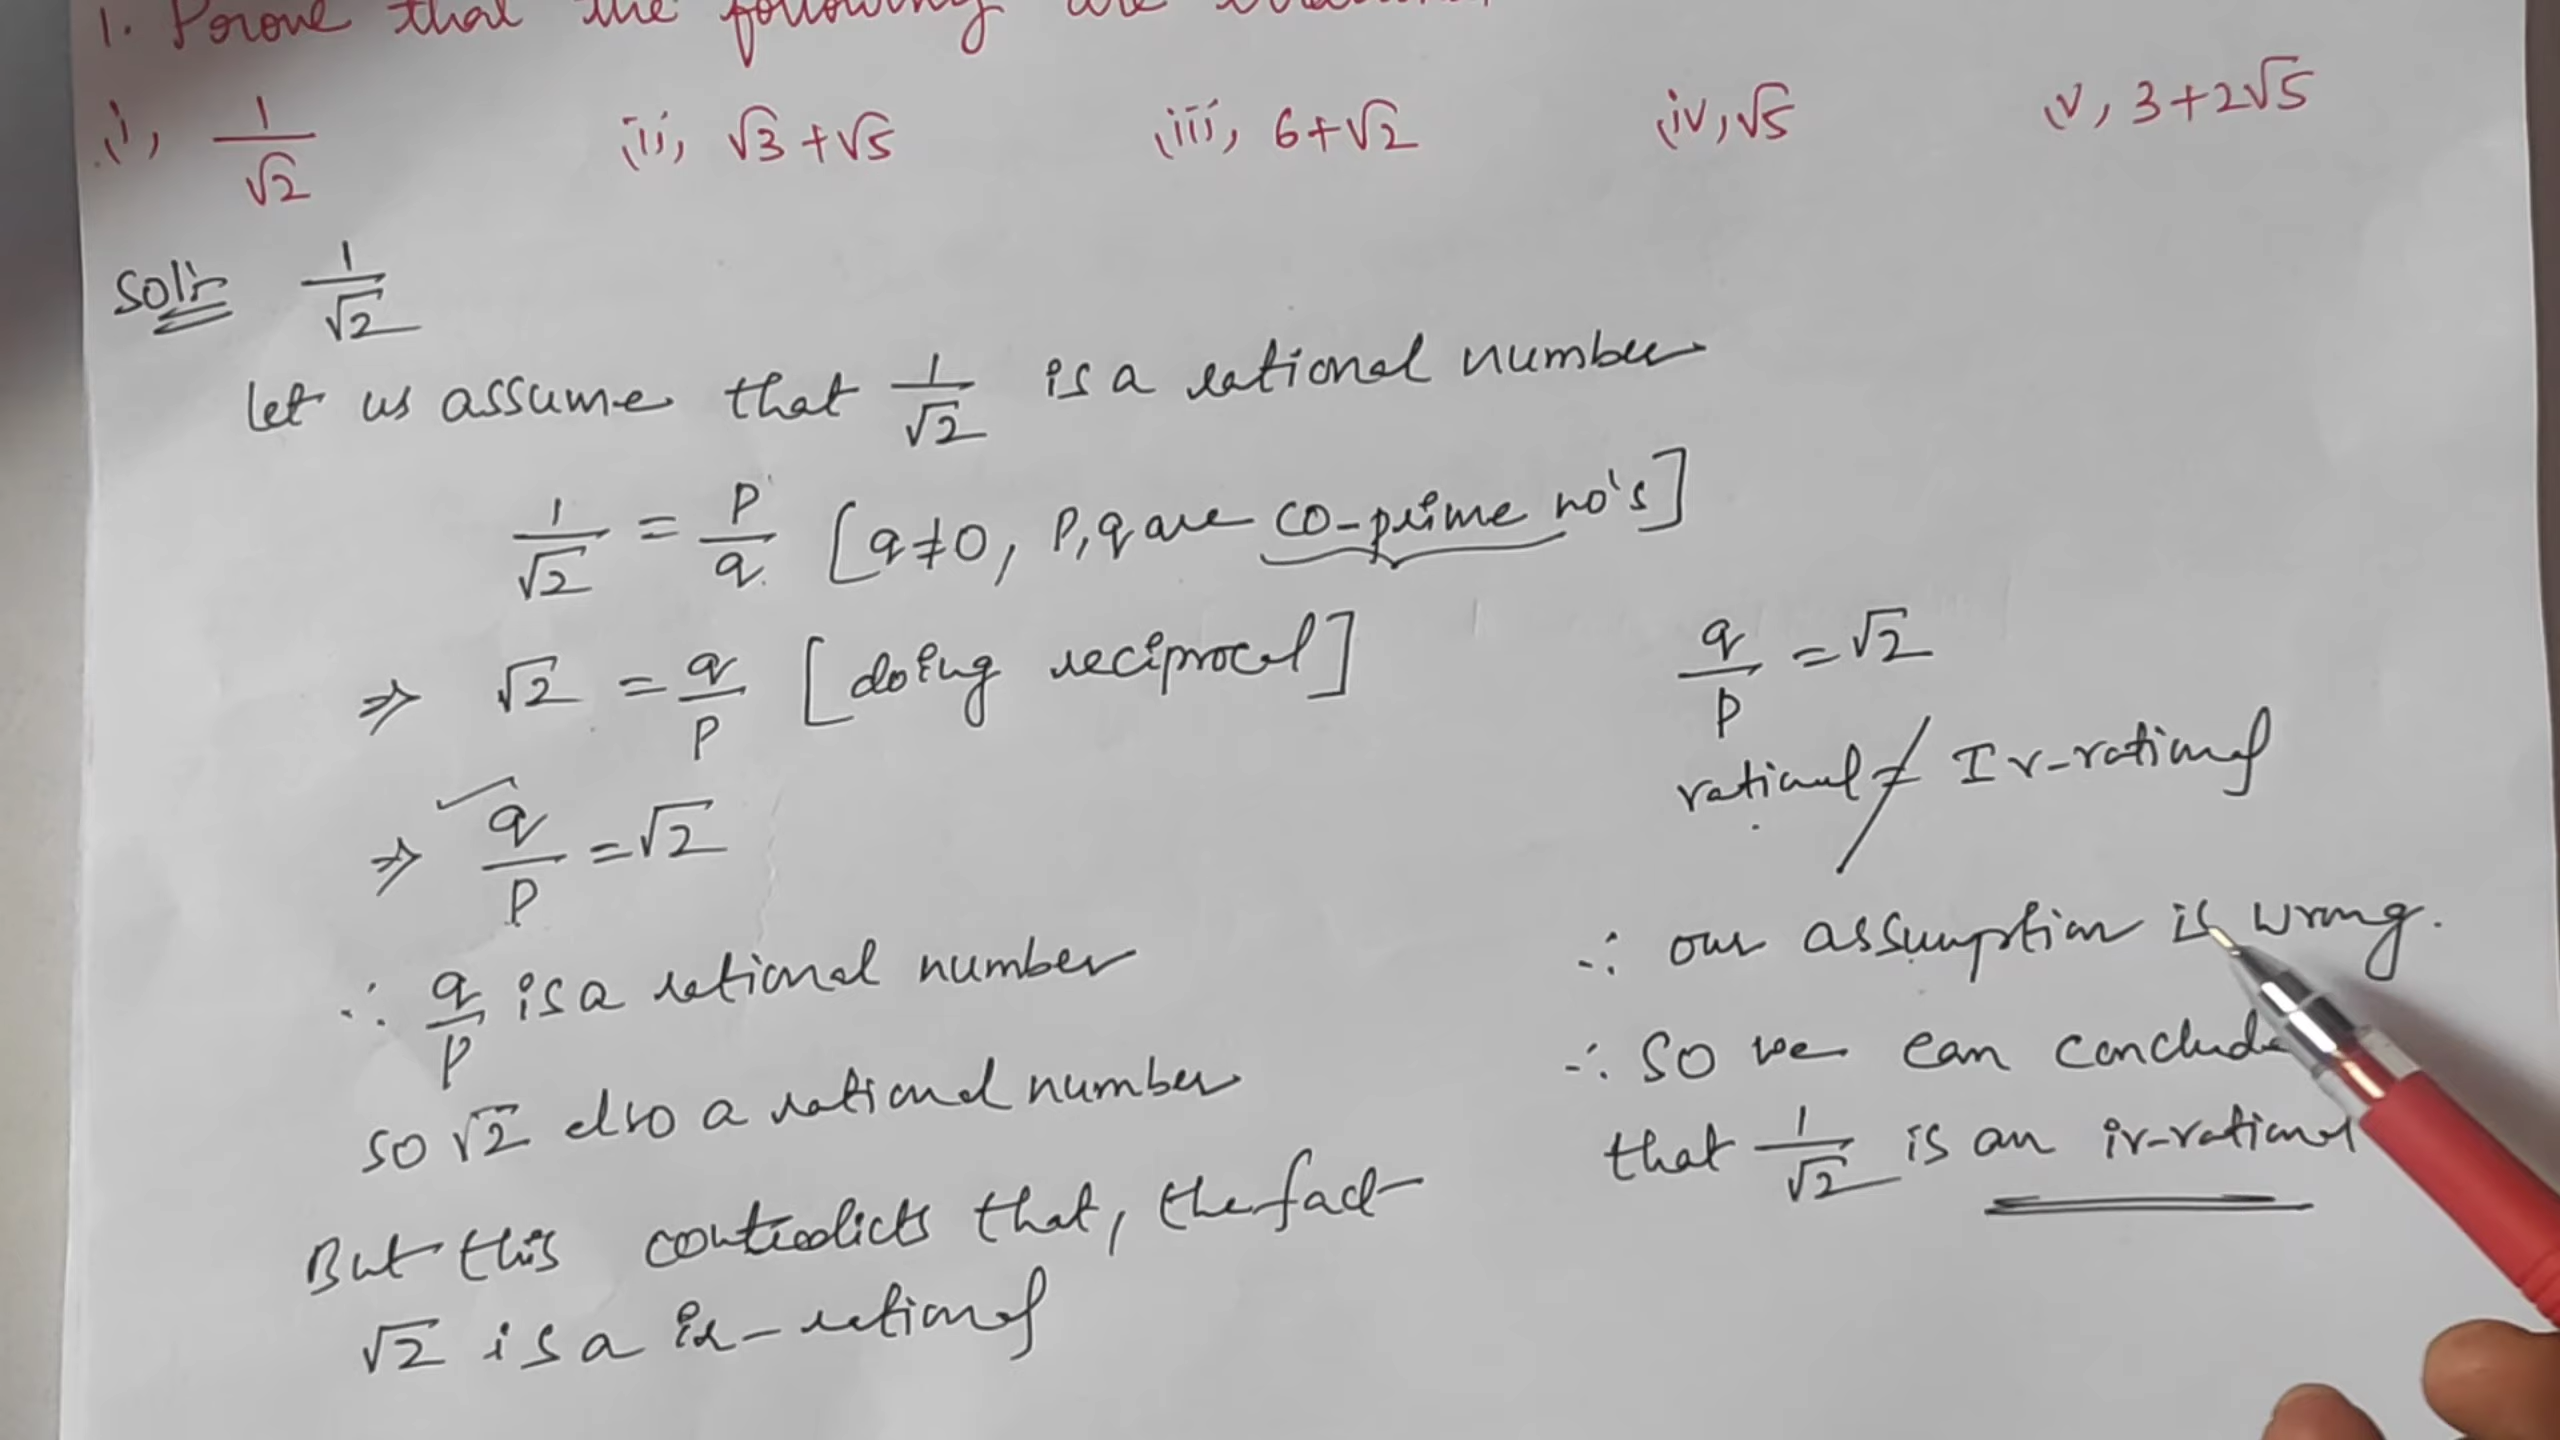 1. Prove that the following are
(i, 1/√2 (ii, √3+√5 (iii, 6+√2 (iv, √5 (v, 3+2√5
Soln 1/√2
Let us assume that 1/√2 is a rational number
1/√2 = p/q [q≠0, p,q are co-prime no's]
⇒ √2 = q/p [doing reciprocal]
⇒ q/p = √2
∴ q/p is a rational number
so √2 also a rational number
But this contradicts that, the fact
√2 is a ir-rational
q/p = √2
rational ≠ Ir-rational
∴ our assumption is wrong.
∴ So we can conclude
that 1/√2 is an ir-rational